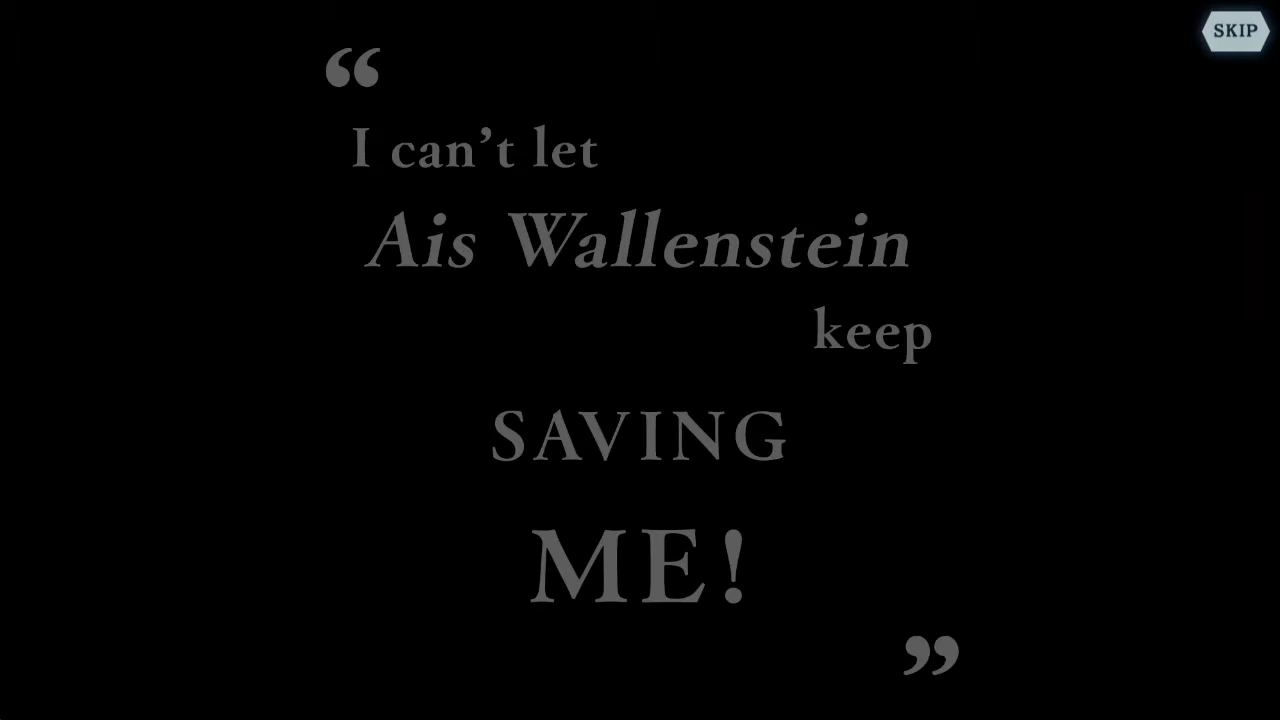 SKIP
“
I can’t let
Ais Wallenstein
keep
SAVING
ME!
”